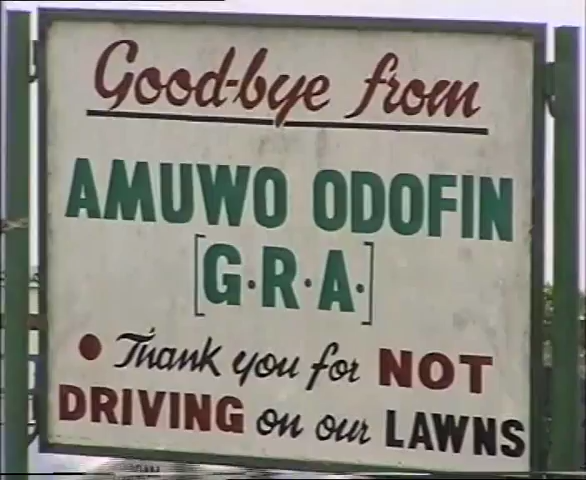 Good-bye from
AMUWO ODOFIN
[G.R.A.]
• Thank you for NOT
DRIVING on our LAWNS